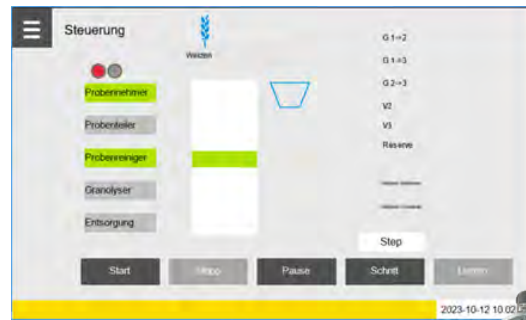 Steuerung
Weizen
G 1->2
G 1->3
G 2->3
V2
V3
Reserve
Probennehmer
Probenteiler
Probenreiniger
Granolyser
Entsorgung
Step
Start
Stopp
Pause
Schritt
2023-10-12 10:02